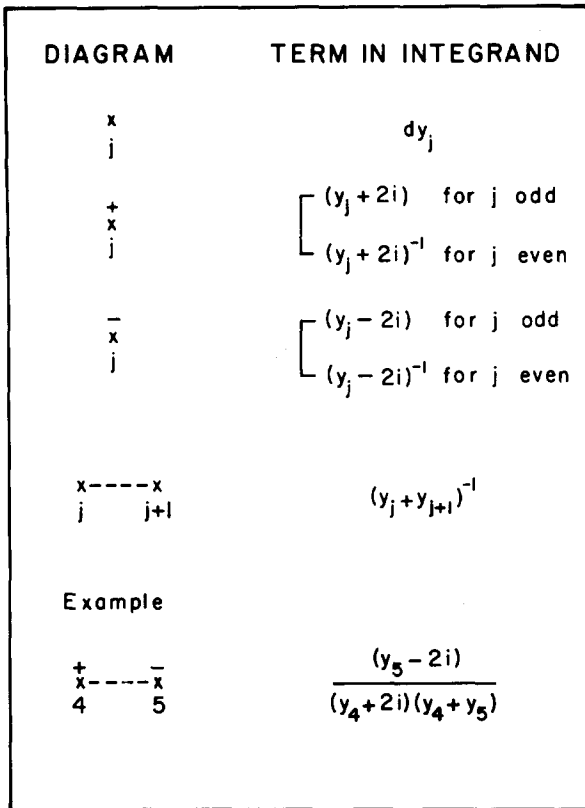 DIAGRAM TERM IN INTEGRAND
x dy_j
j
+ (y_j + 2i) for j odd
x
j (y_j + 2i)^{-1} for j even
− (y_j − 2i) for j odd
x
j (y_j − 2i)^{-1} for j even
x----x (y_j + y_{j+1})^{-1}
j j+1
Example
+ − (y_5 − 2i)
x----x
4 5 (y_4 + 2i)(y_4 + y_5)